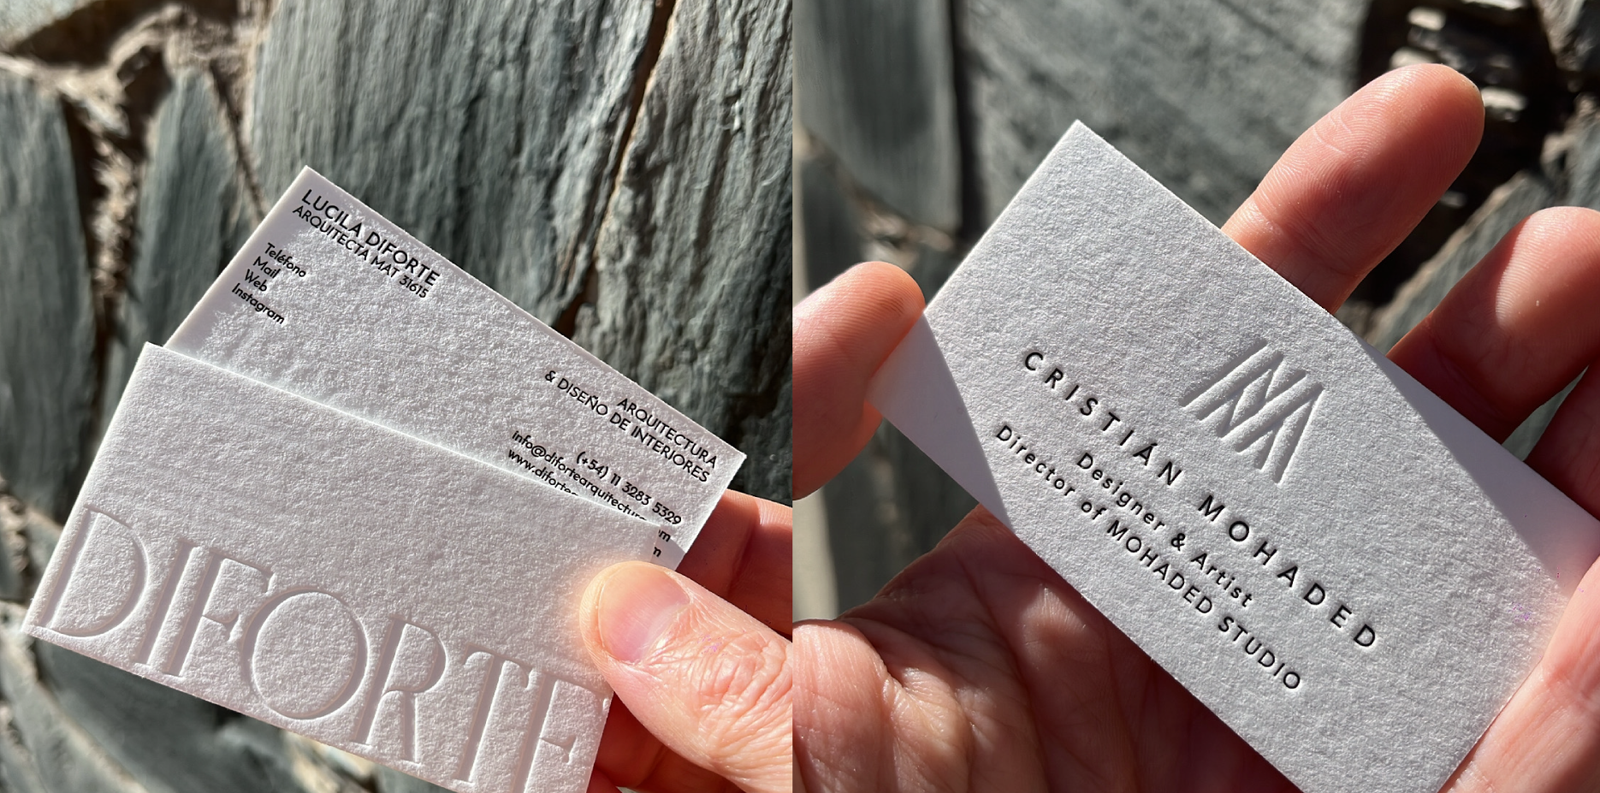 LUCILA DIFORTE
ARQUITECTA MAT 31615
Teléfono
Mail
Web
Instagram
ARQUITECTURA
& DISEÑO DE INTERIORES
(+54) 11 3283 5329
DIFORTE
CRISTIÁN MOHADED
Designer & Artist
Director of MOHADED STUDIO